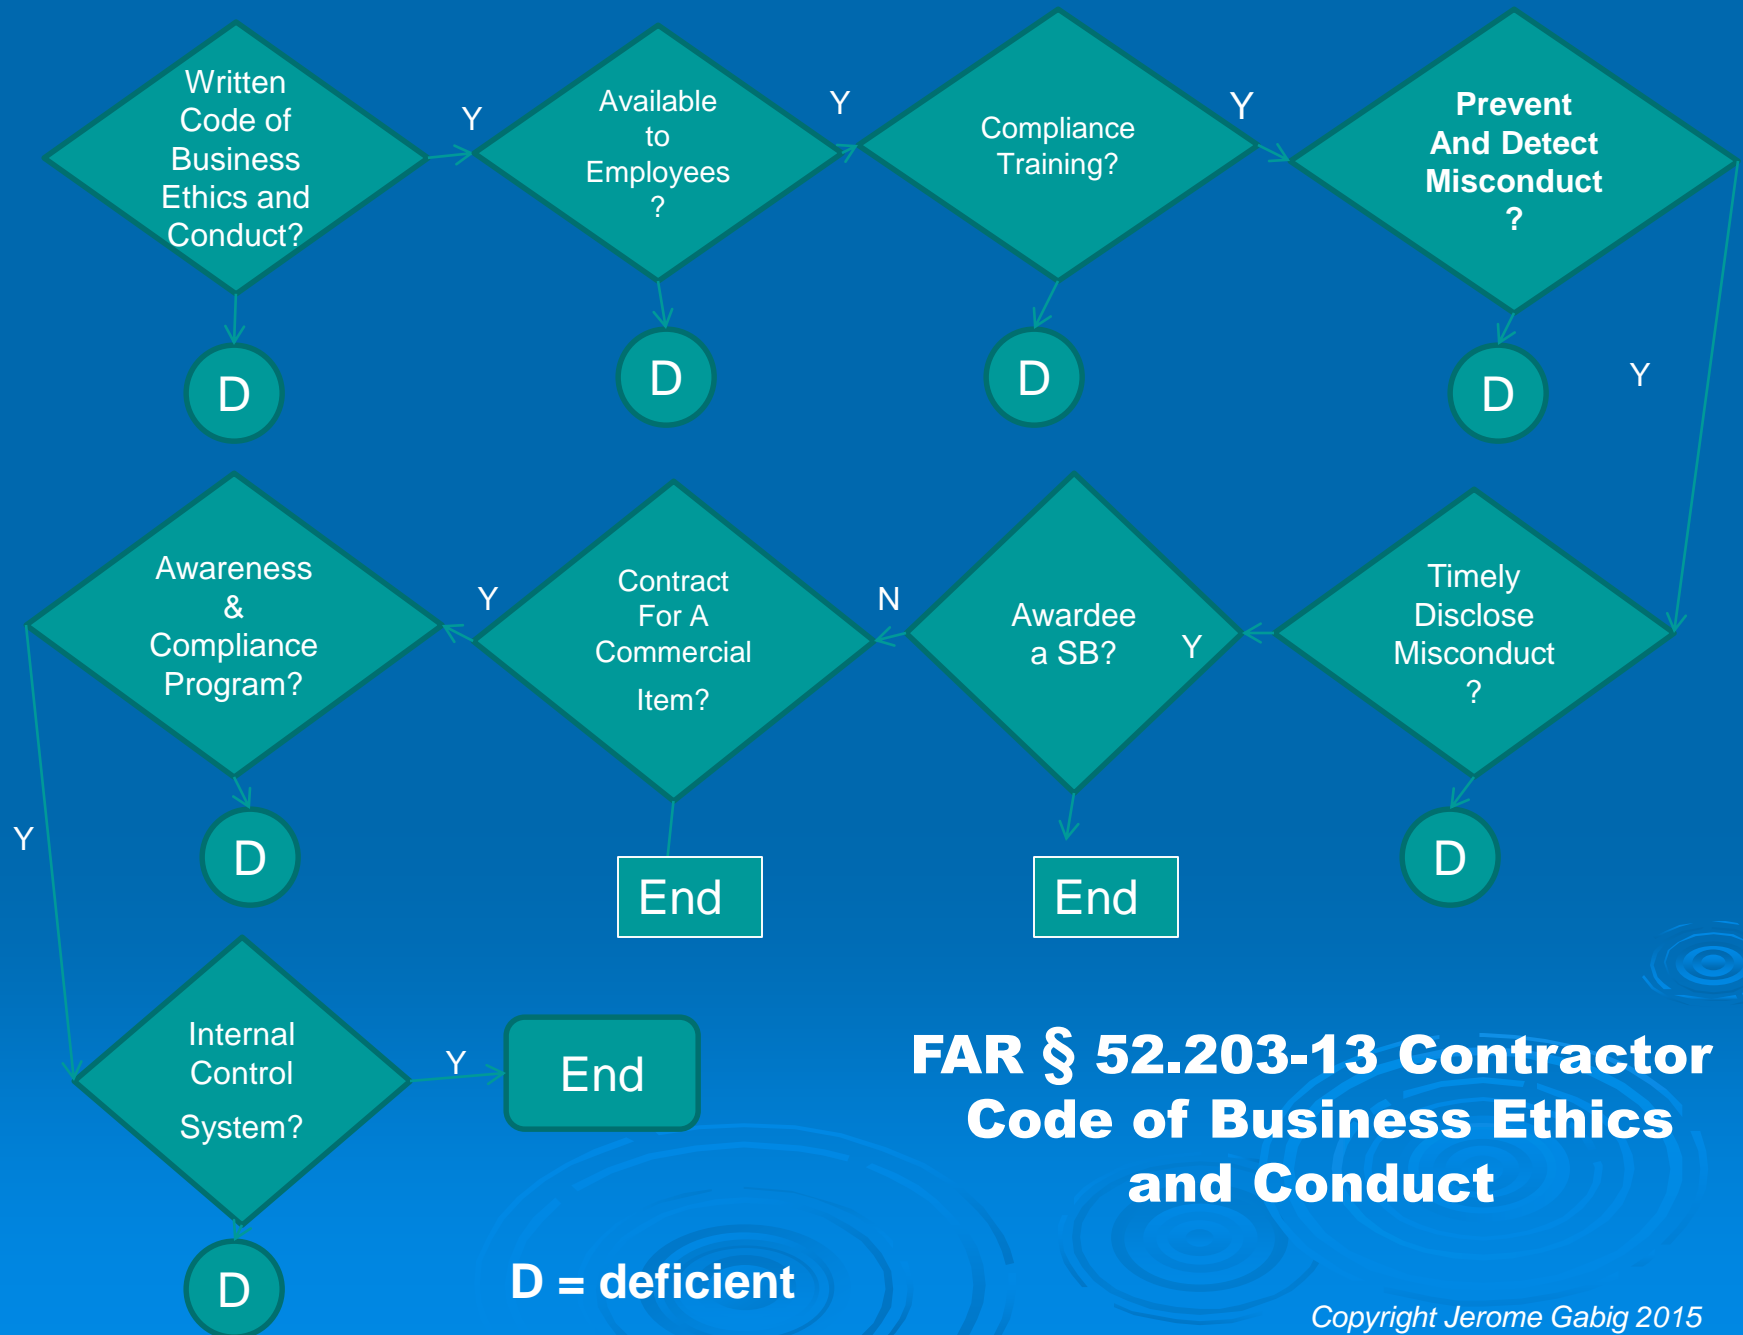 Written
Code of
Business
Ethics and
Conduct?
Y
Available
to
Employees
?
Y
Compliance
Training?
Y
Prevent
And Detect
Misconduct
?
D
D
D
D
Y
Awareness
&
Compliance
Program?
Y
Contract
For A
Commercial
Item?
N
Awardee
a SB?
Y
Timely
Disclose
Misconduct
?
Y
D
End
End
D
Internal
Control
System?
Y
End
FAR § 52.203-13 Contractor
Code of Business Ethics
and Conduct
D
D = deficient
Copyright Jerome Gabig 2015